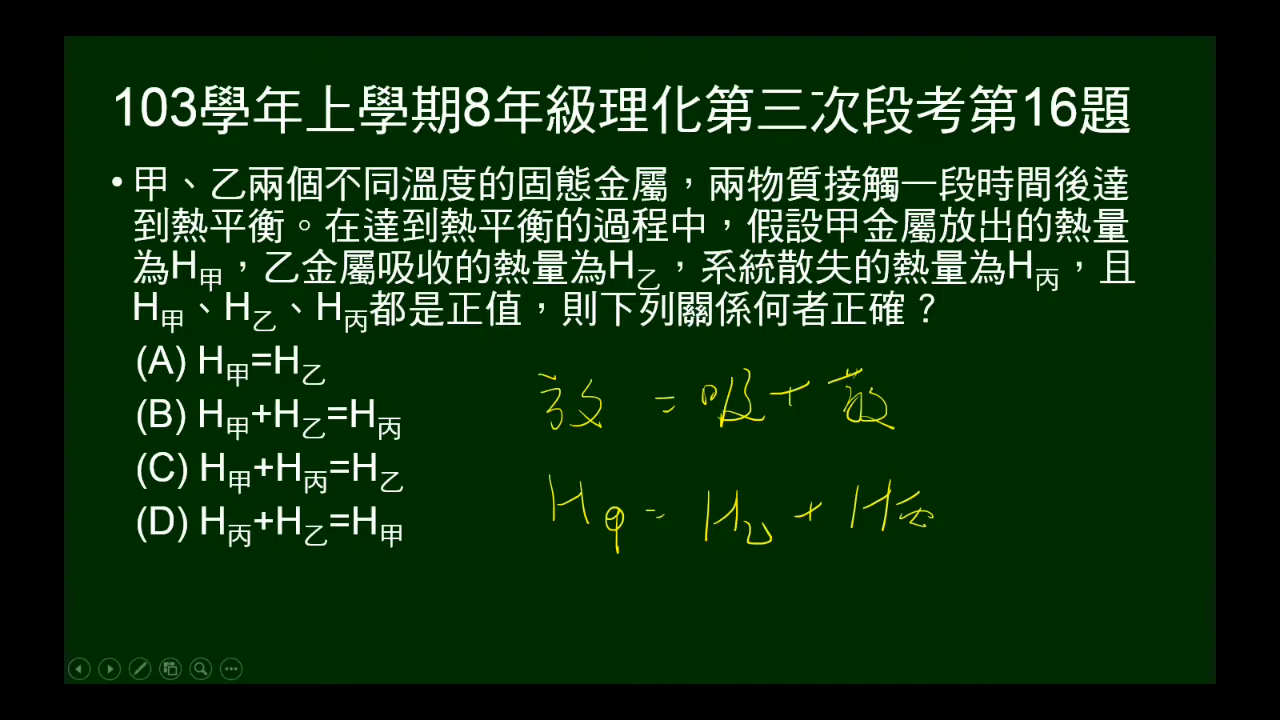 103學年上學期8年級理化第三次段考第16題
• 甲、乙兩個不同溫度的固態金屬，兩物質接觸一段時間後達
到熱平衡。在達到熱平衡的過程中，假設甲金屬放出的熱量
為H甲，乙金屬吸收的熱量為H乙，系統散失的熱量為H丙，且
H甲、H乙、H丙都是正值，則下列關係何者正確？
(A) H甲=H乙
(B) H甲+H乙=H丙
(C) H甲+H丙=H乙
(D) H丙+H乙=H甲
放 = 吸 + 散
H甲 = H乙 + H丙